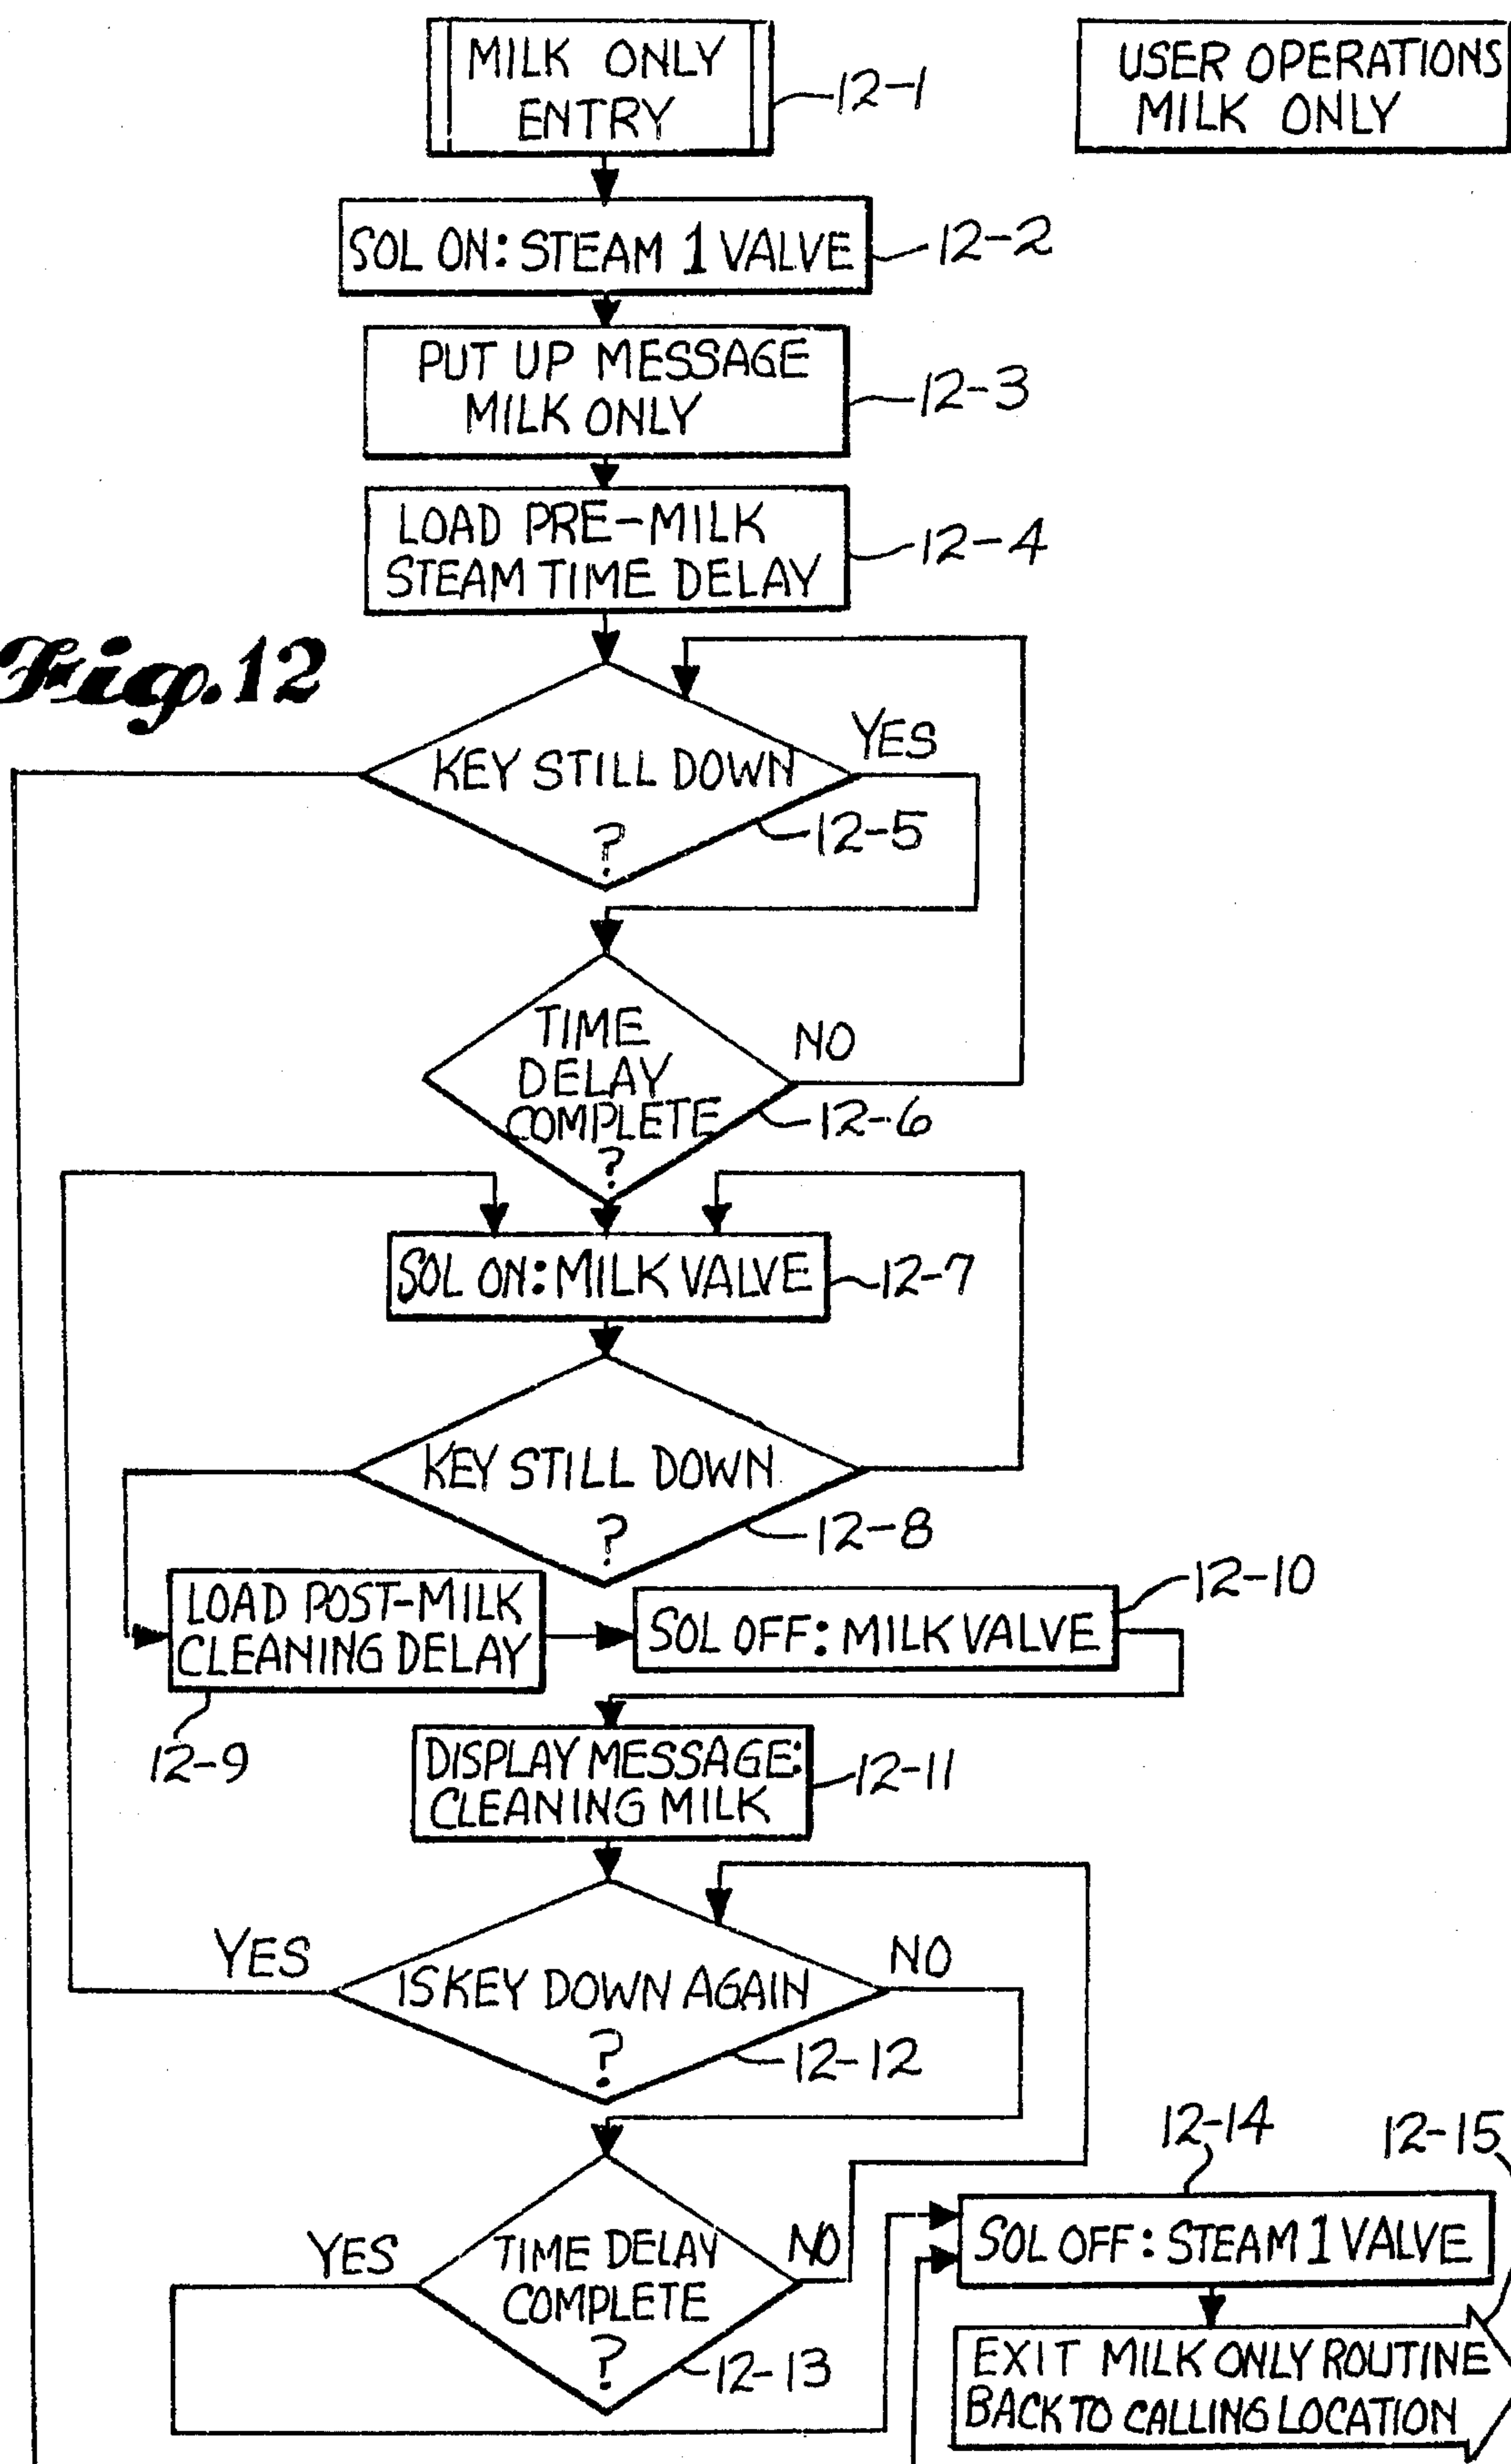 MILK ONLY
ENTRY
12-1
USER OPERATIONS
MILK ONLY
SOL ON: STEAM 1 VALVE
12-2
PUT UP MESSAGE
MILK ONLY
12-3
LOAD PRE-MILK
STEAM TIME DELAY
12-4
Fig. 12
KEY STILL DOWN
?
YES
12-5
TIME
DELAY
COMPLETE
?
NO
12-6
SOL ON: MILK VALVE
12-7
KEY STILL DOWN
?
12-8
LOAD POST-MILK
CLEANING DELAY
12-9
SOL OFF: MILK VALVE
12-10
DISPLAY MESSAGE:
CLEANING MILK
12-11
YES
IS KEY DOWN AGAIN
?
NO
12-12
YES
TIME DELAY
COMPLETE
?
NO
12-13
12-14
SOL OFF: STEAM 1 VALVE
12-15
EXIT MILK ONLY ROUTINE
BACK TO CALLING LOCATION